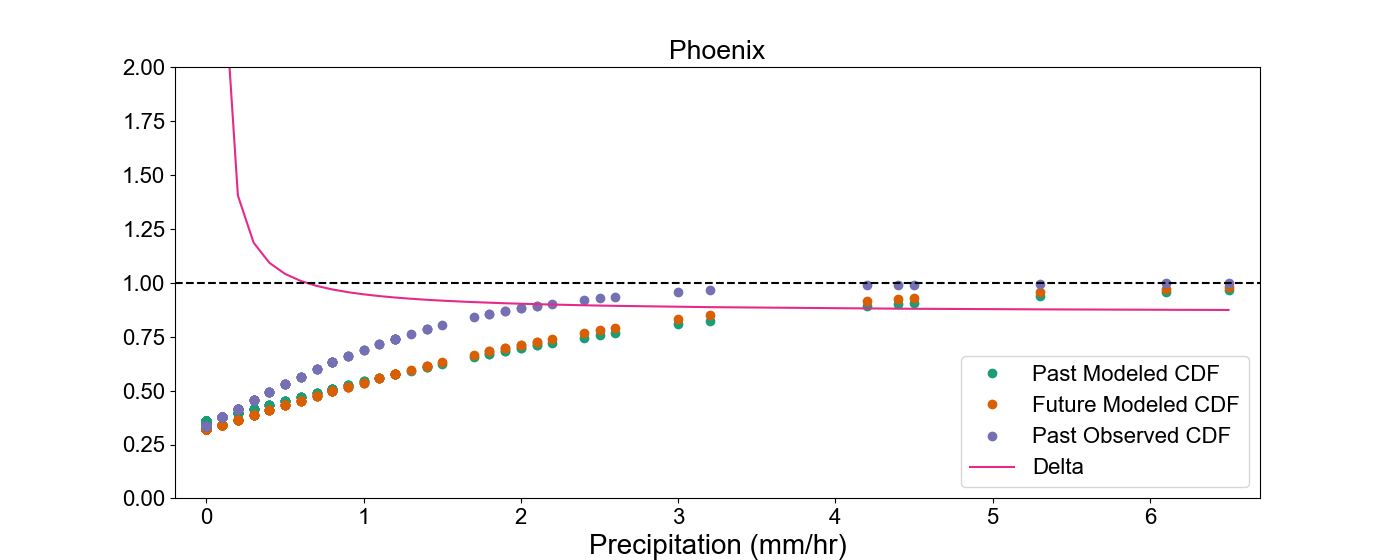 Phoenix
2.00
1.75
1.50
1.25
1.00
0.75
0.50
0.25
0.00
Past Modeled CDF
Future Modeled CDF
Past Observed CDF
Delta
0 1 2 3 4 5 6
Precipitation (mm/hr)